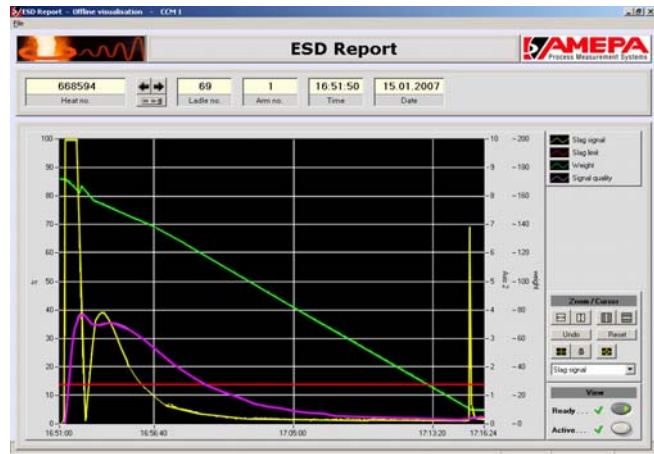 ESD Report - Offline visualisation - CCM 1
File
ESD Report
AMEPA
Process Measurement Systems
668594 69 1 16:51:50 15.01.2007
Heat no. Ladle no. Arm no. Time Date
100 10 200
90 9 180
80 8 160
70 7 140
60 6 120
50 5 100
40 4 80
30 3 60
20 2 40
10 1 20
0 0 0
% Aux 2 weight
16:51:00 16:56:40 17:05:00 17:13:20 17:16:24
Slag signal
Slag limit
Weight
Signal quality
Zoom / Cursor
Undo Reset
Slag signal
View
Ready...
Active...